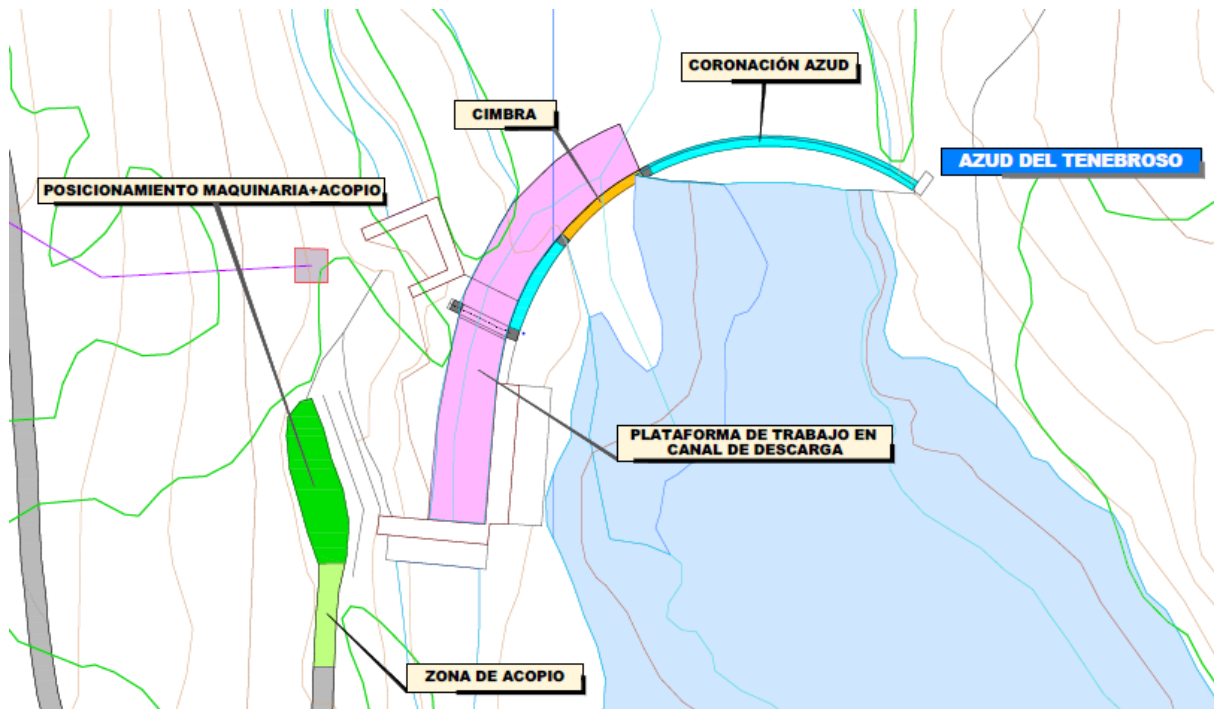 CORONACIÓN AZUD
CIMBRA
AZUD DEL TENEBROSO
POSICIONAMIENTO MAQUINARIA+ACOPIO
PLATAFORMA DE TRABAJO EN
CANAL DE DESCARGA
ZONA DE ACOPIO